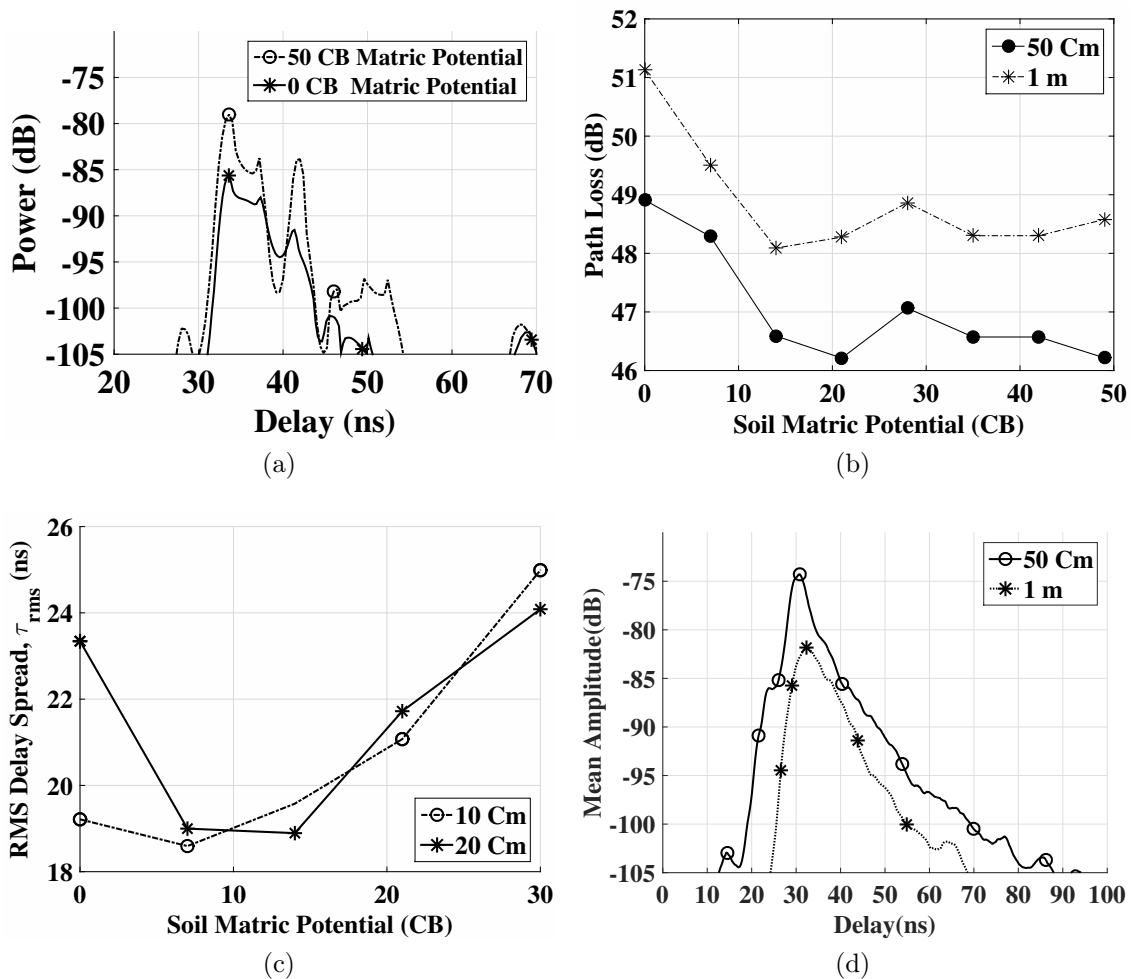 50 CB Matric Potential
0 CB Matric Potential
-75
-80
-85
-90
-95
-100
-105
Power (dB)
20 30 40 50 60 70
Delay (ns)
(a)
52
51
50
49
48
47
46
Path Loss (dB)
50 Cm
1 m
0 10 20 30 40 50
Soil Matric Potential (CB)
(b)
26
24
22
20
18
RMS Delay Spread, τrms (ns)
10 Cm
20 Cm
0 10 20 30
Soil Matric Potential (CB)
(c)
50 Cm
1 m
-75
-80
-85
-90
-95
-100
-105
Mean Amplitude(dB)
0 10 20 30 40 50 60 70 80 90 100
Delay(ns)
(d)